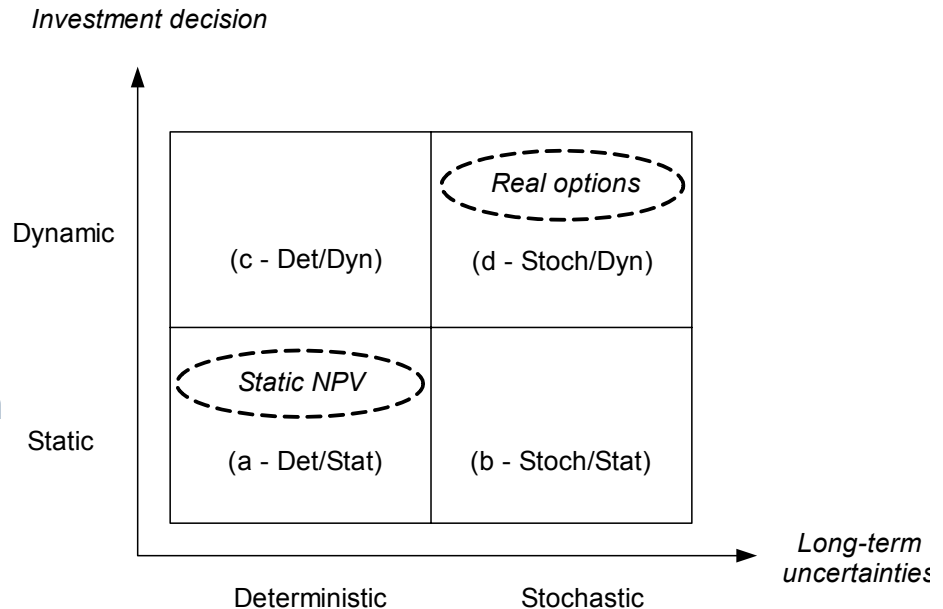 Investment decision
Real options
Dynamic
(c - Det/Dyn)
(d - Stoch/Dyn)
Static NPV
Static
(a - Det/Stat)
(b - Stoch/Stat)
Long-term
uncertainties
Deterministic
Stochastic